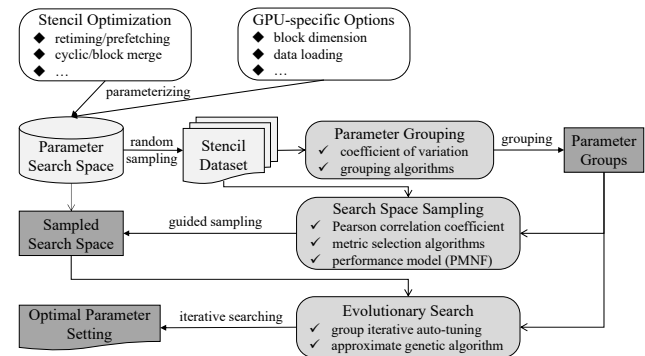 Stencil Optimization
◆ retiming/prefetching
◆ cyclic/block merge
◆ …
GPU-specific Options
◆ block dimension
◆ data loading
◆ …
parameterizing
Parameter
Search Space
random
sampling
Stencil
Dataset
Parameter Grouping
✓ coefficient of variation
✓ grouping algorithms
grouping
Parameter
Groups
Sampled
Search Space
guided sampling
Search Space Sampling
✓ Pearson correlation coefficient
✓ metric selection algorithms
✓ performance model (PMNF)
Optimal Parameter
Setting
iterative searching
Evolutionary Search
✓ group iterative auto-tuning
✓ approximate genetic algorithm